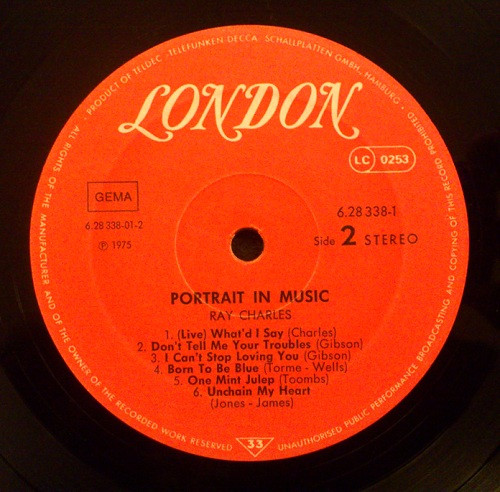 PRODUCT OF TELDEC »TELEFUNKEN DECCA« SCHALLPLATTEN GMBH, HAMBURG •
ALL RIGHTS OF THE MANUFACTURER AND OF THE OWNER OF THE RECORDED WORK RESERVED
UNAUTHORISED PUBLIC PERFORMANCE BROADCASTING AND COPYING OF THIS RECORD PROHIBITED
LONDON
LC 0253
GEMA
6.28 338-01-2
℗ 1975
6.28 338-1
Side 2 STEREO
PORTRAIT IN MUSIC
RAY CHARLES
1. (Live) What'd I Say (Charles)
2. Don't Tell Me Your Troubles (Gibson)
3. I Can't Stop Loving You (Gibson)
4. Born To Be Blue (Torme - Wells)
5. One Mint Julep (Toombs)
6. Unchain My Heart
(Jones - James)
33